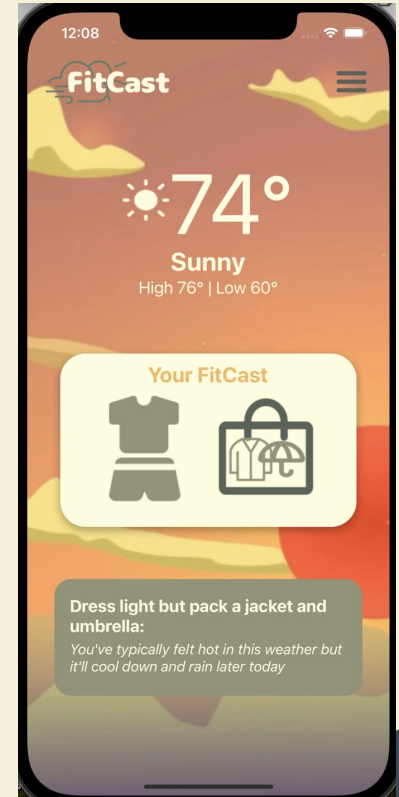 12:08
FitCast
74°
Sunny
High 76° | Low 60°
Your FitCast
Dress light but pack a jacket and
umbrella:
You've typically felt hot in this weather but
it'll cool down and rain later today